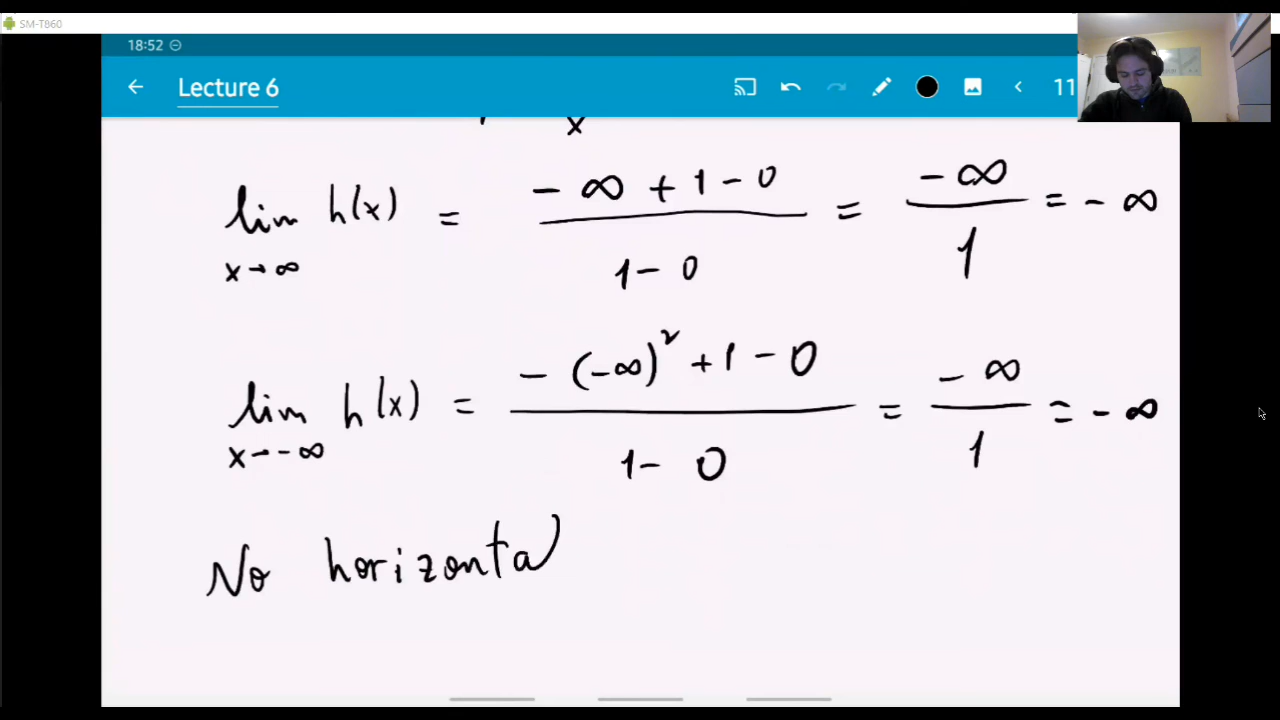 SM-T860
18:52
Lecture 6
11
x
lim h(x) = (- ∞ + 1 - 0)/(1 - 0) = (- ∞)/1 = - ∞
x → ∞
lim h(x) = (- (-∞)² + 1 - 0)/(1 - 0) = (- ∞)/1 = - ∞
x → - ∞
No horizontal